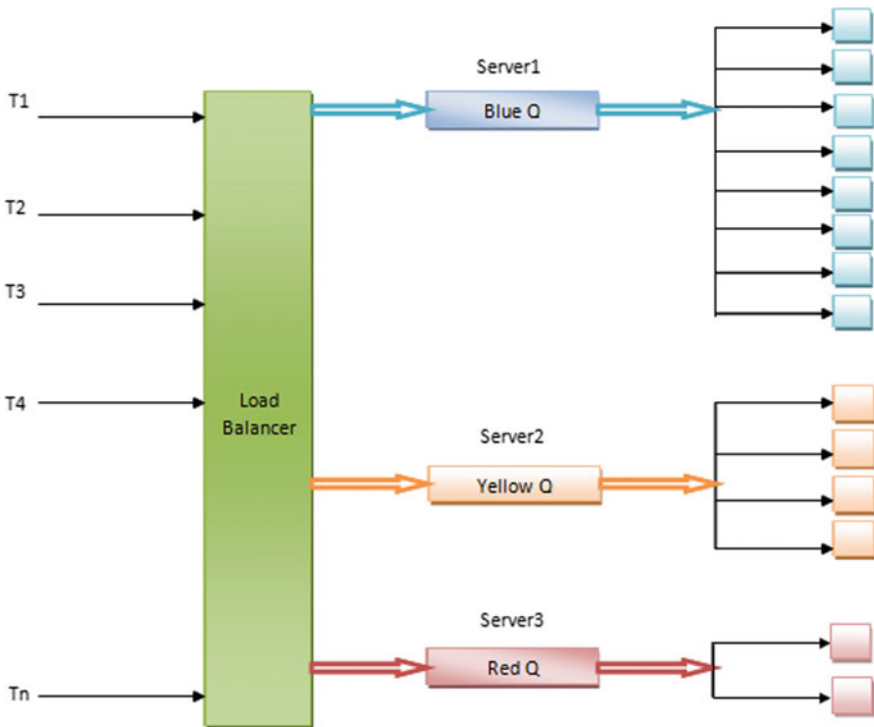 T1
T2
T3
T4
Tn
Load
Balancer
Server1
Blue Q
Server2
Yellow Q
Server3
Red Q